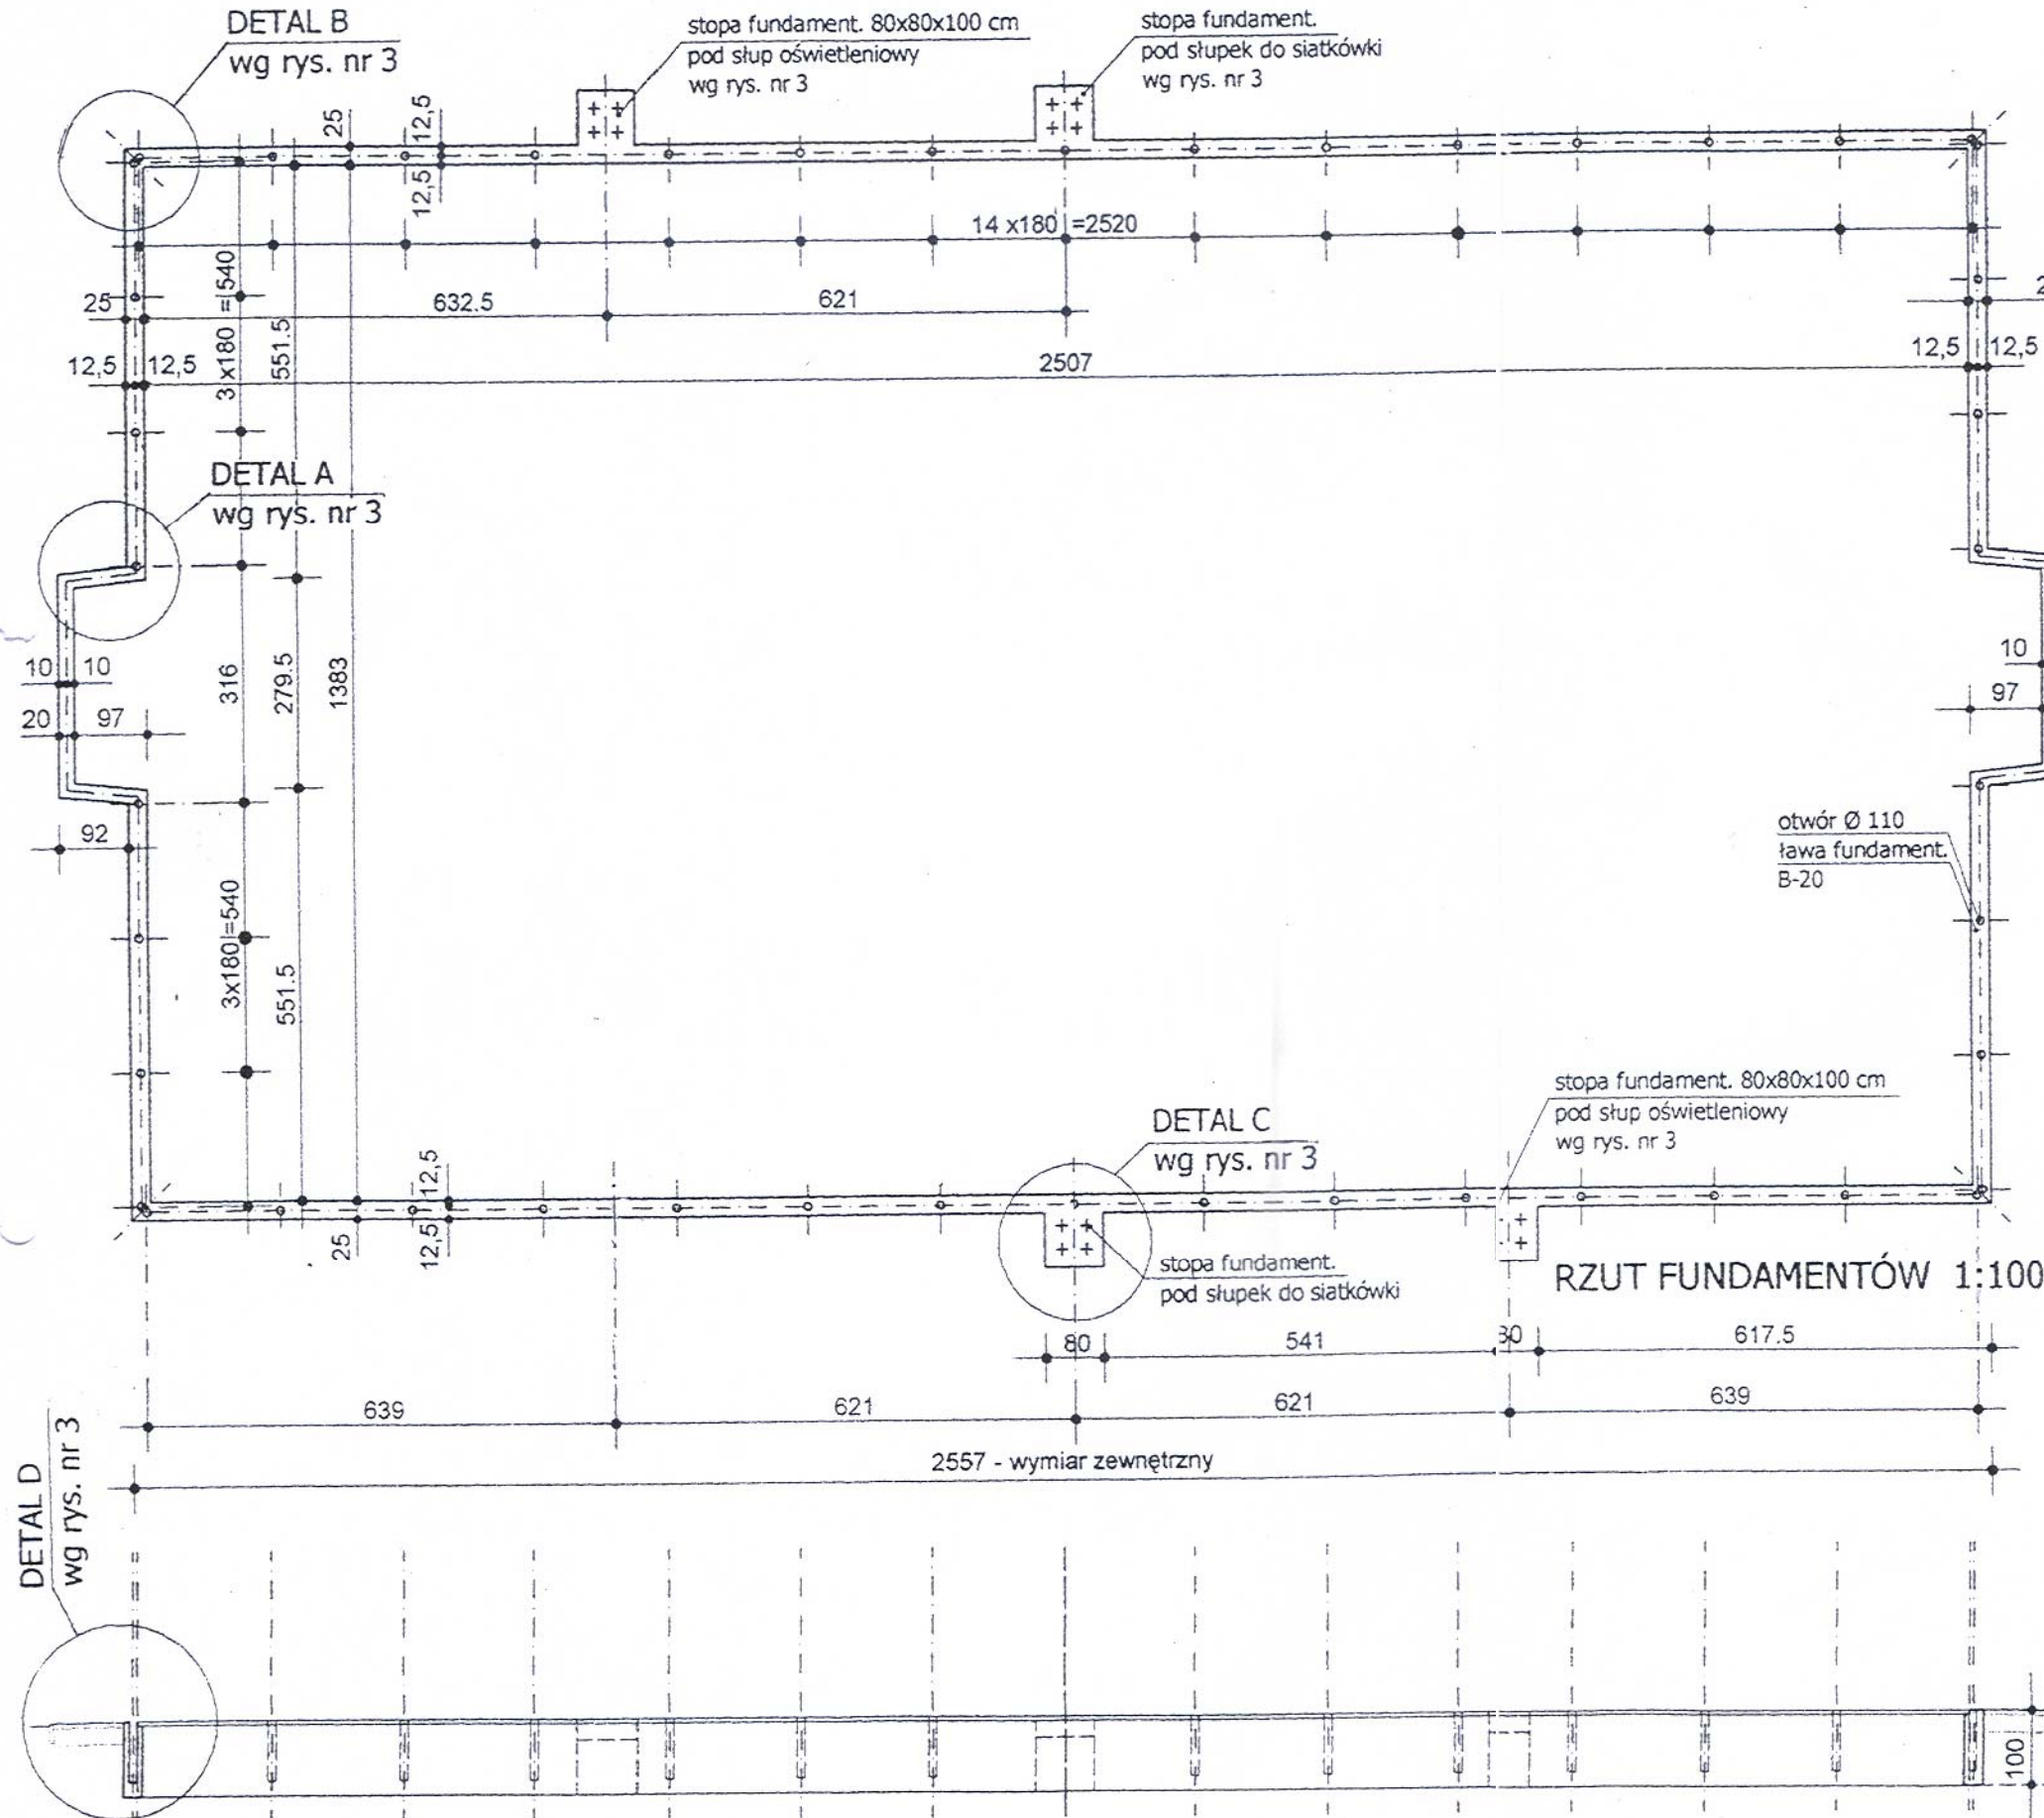 DETAL B
wg rys. nr 3
stopa fundament. 80x80x100 cm
pod słup oświetleniowy
wg rys. nr 3
stopa fundament.
pod słupek do siatkówki
wg rys. nr 3
25
12,5
12,5
14 x180 =2520
3 x180 =540
551.5
25
632.5
621
2
12,5
12,5
2507
12,5
12,5
DETAL A
wg rys. nr 3
10
10
316
279.5
1383
10
20
97
97
92
otwór Ø 110
ława fundament.
B-20
3x180=540
551.5
stopa fundament. 80x80x100 cm
pod słup oświetleniowy
wg rys. nr 3
DETAL C
wg rys. nr 3
12,5
25
12,5
stopa fundament.
pod słupek do siatkówki
RZUT FUNDAMENTÓW 1:100
80
541
617.5
639
621
621
639
2557 - wymiar zewnętrzny
DETAL D
wg rys. nr 3
100